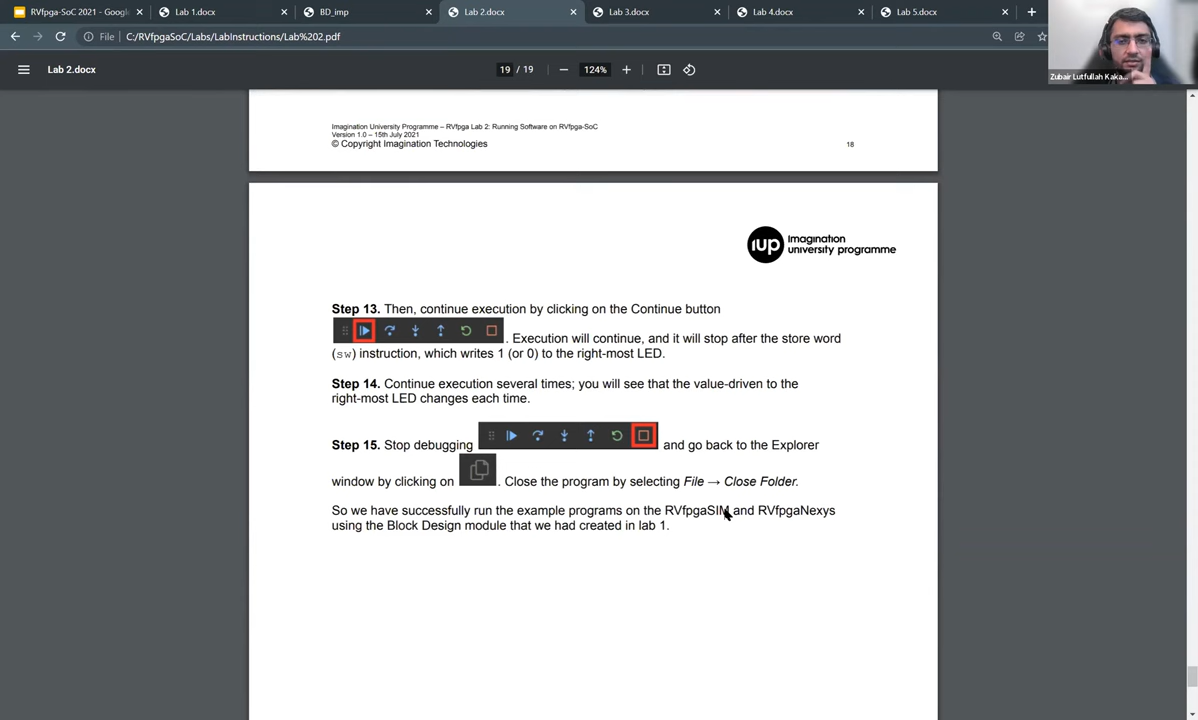 RVfpga-SoC 2021 - Google
Lab 1.docx
BD_imp
Lab 2.docx
Lab 3.docx
Lab 4.docx
Lab 5.docx
File
C:/RVfpgaSoC/Labs/LabInstructions/Lab%202.pdf
Zubair Lutfullah Kaka...
Lab 2.docx
19 / 19
124%
Imagination University Programme – RVfpga Lab 2: Running Software on RVfpga-SoC
Version 1.0 – 15th July 2021
© Copyright Imagination Technologies
18
iup
imagination
university programme
Step 13. Then, continue execution by clicking on the Continue button
. Execution will continue, and it will stop after the store word
(sw) instruction, which writes 1 (or 0) to the right-most LED.
Step 14. Continue execution several times; you will see that the value-driven to the
right-most LED changes each time.
Step 15. Stop debugging and go back to the Explorer
window by clicking on . Close the program by selecting File → Close Folder.
So we have successfully run the example programs on the RVfpgaSIM and RVfpgaNexys
using the Block Design module that we had created in lab 1.